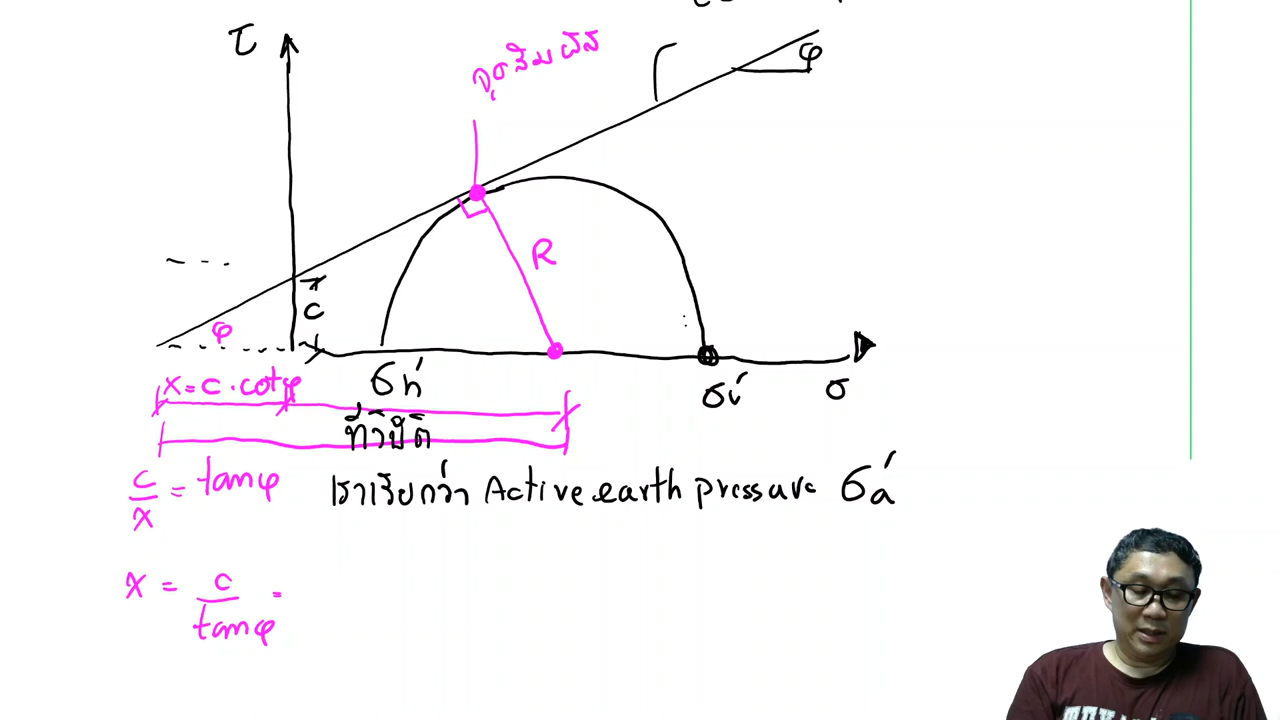 τ
จุดสัมผัส
φ
R
c
φ
x = c · cotφ
σh'
σv'
σ
ที่วิบัติ
c/x = tanφ
เราเรียกว่า Active earth pressure σa'
x = c/tanφ =